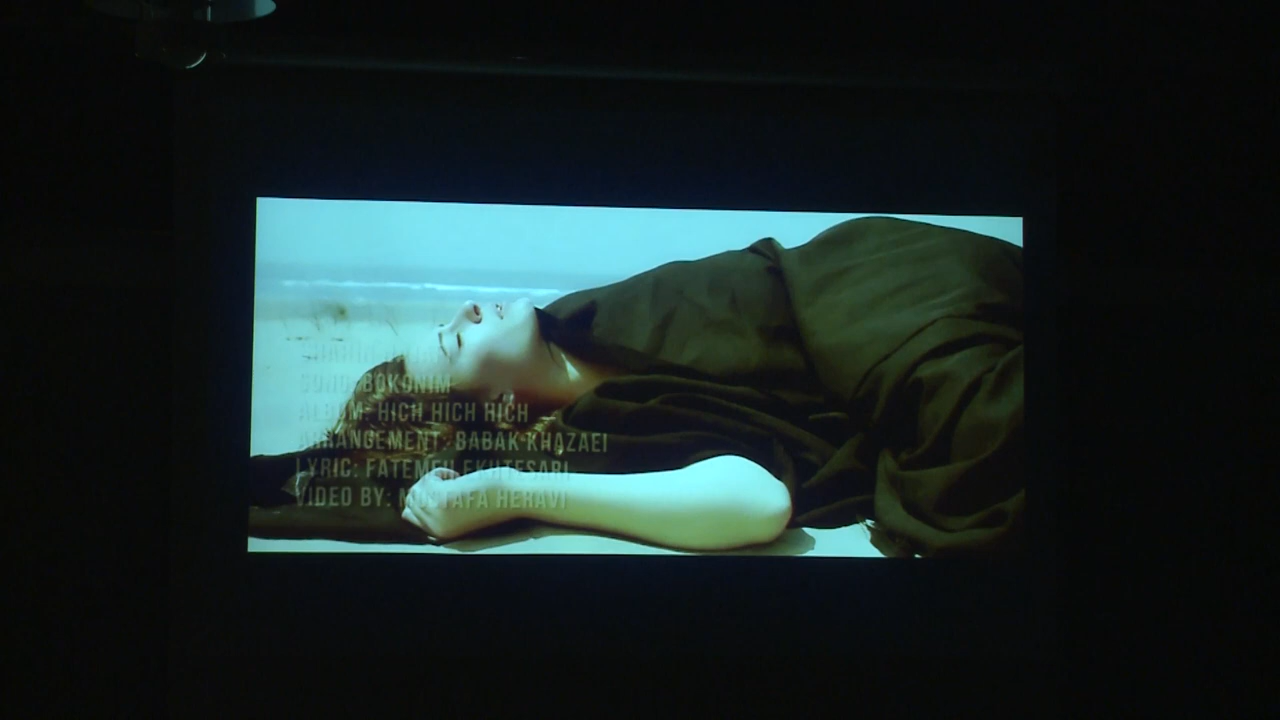 SONG: BOKONIM
ALBUM: HICH HICH HICH
ARRANGEMENT: BABAK KHAZAEI
LYRIC: FATEMEH EKHTESARI
VIDEO BY: MOSTAFA HERAVI